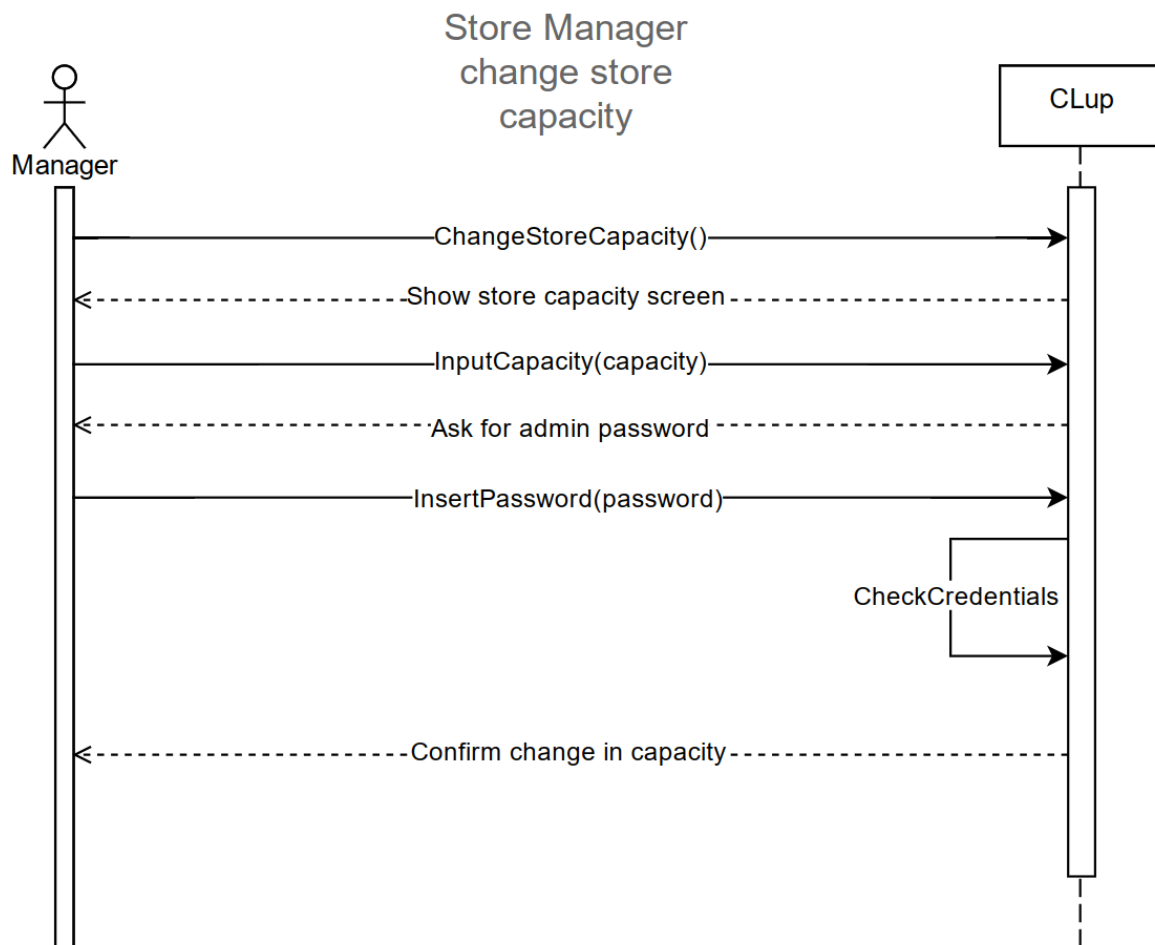 Store Manager
change store
capacity
CLup
Manager
ChangeStoreCapacity()
Show store capacity screen
InputCapacity(capacity)
Ask for admin password
InsertPassword(password)
CheckCredentials
Confirm change in capacity